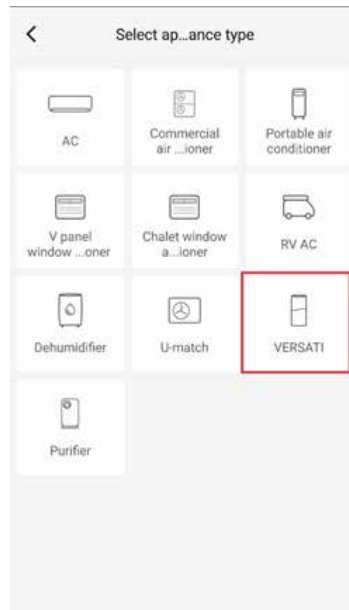 Select ap...ance type
AC
Commercial
air ...ioner
Portable air
conditioner
V panel
window ...oner
Chalet window
a...ioner
RV AC
Dehumidifier
U-match
VERSATI
Purifier